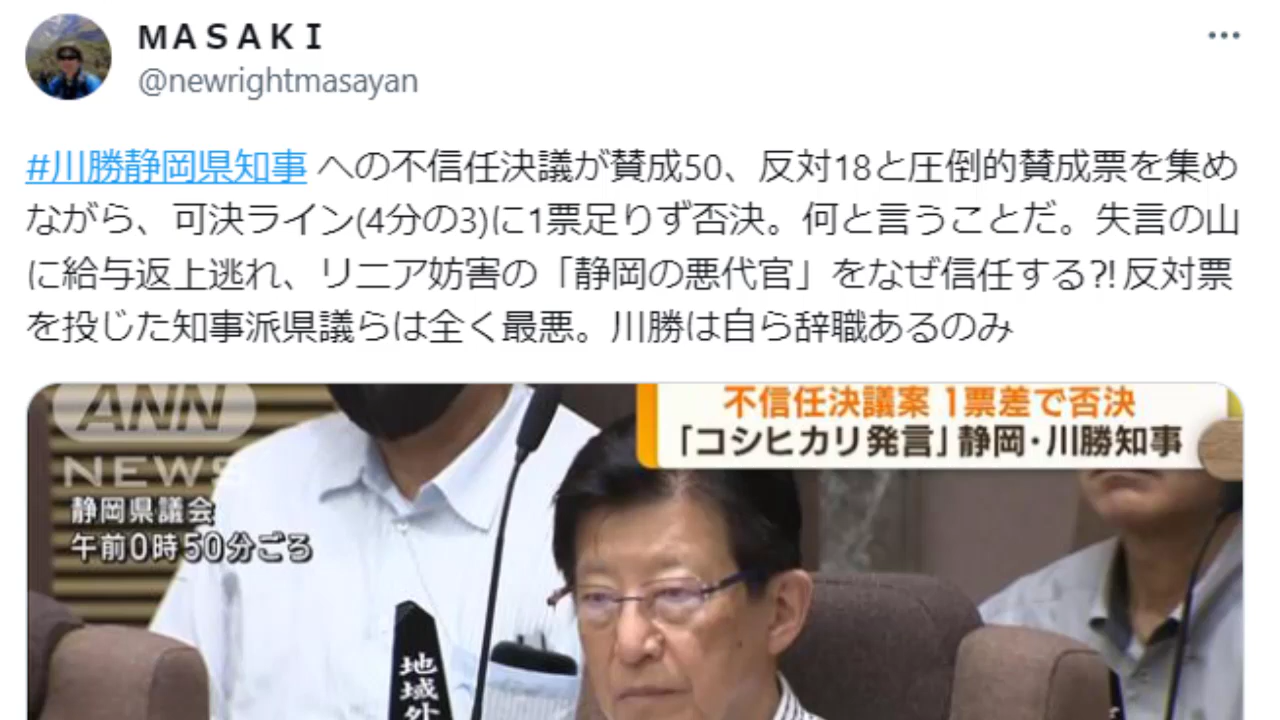 ＭＡＳＡＫＩ
@newrightmasayan
#川勝静岡県知事 への不信任決議が賛成50、反対18と圧倒的賛成票を集め
ながら、可決ライン(4分の3)に1票足りず否決。何と言うことだ。失言の山
に給与返上逃れ、リニア妨害の「静岡の悪代官」をなぜ信任する⁈ 反対票
を投じた知事派県議らは全く最悪。川勝は自ら辞職あるのみ
ANN
NEWS
静岡県議会
午前0時50分ごろ
不信任決議案 1票差で否決
「コシヒカリ発言」静岡・川勝知事
地域外